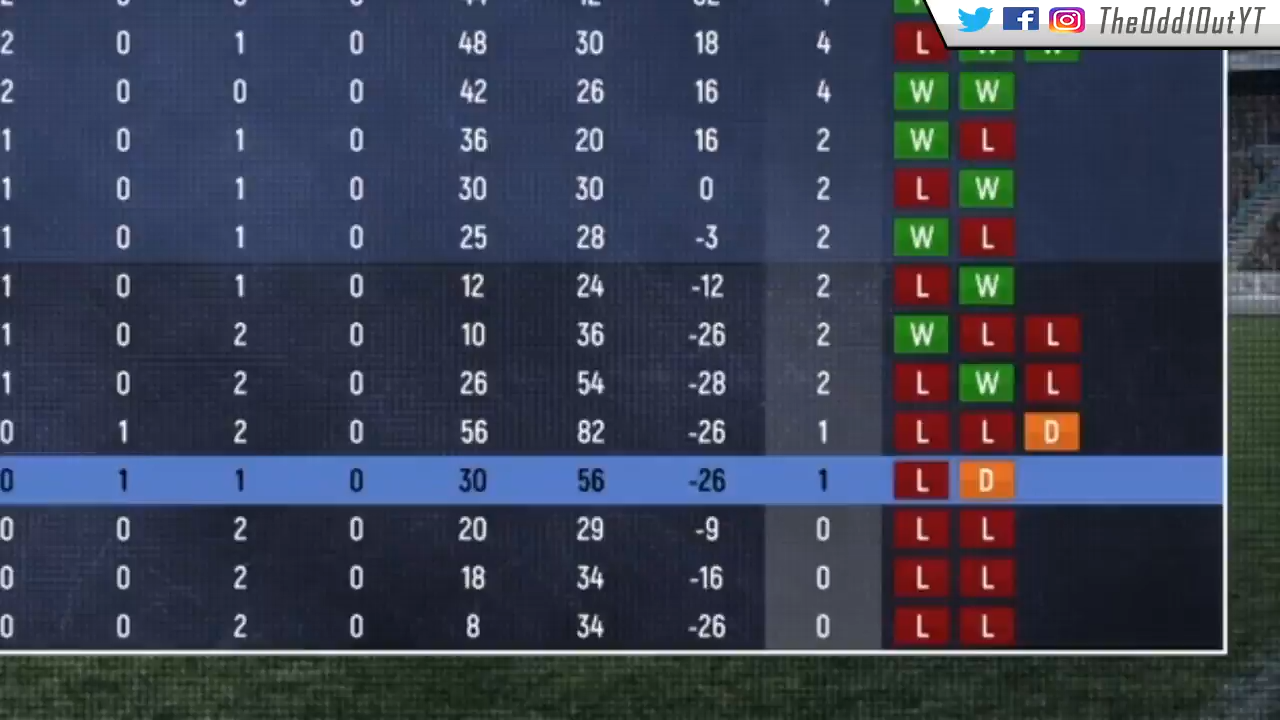 TheOdd1OutYT
2 0 1 0 48 30 18 4 L W W
2 0 0 0 42 26 16 4 W W
1 0 1 0 36 20 16 2 W L
1 0 1 0 30 30 0 2 L W
1 0 1 0 25 28 -3 2 W L
1 0 1 0 12 24 -12 2 L W
1 0 2 0 10 36 -26 2 W L L
1 0 2 0 26 54 -28 2 L W L
0 1 2 0 56 82 -26 1 L L D
0 1 1 0 30 56 -26 1 L D
0 0 2 0 20 29 -9 0 L L
0 0 2 0 18 34 -16 0 L L
0 0 2 0 8 34 -26 0 L L